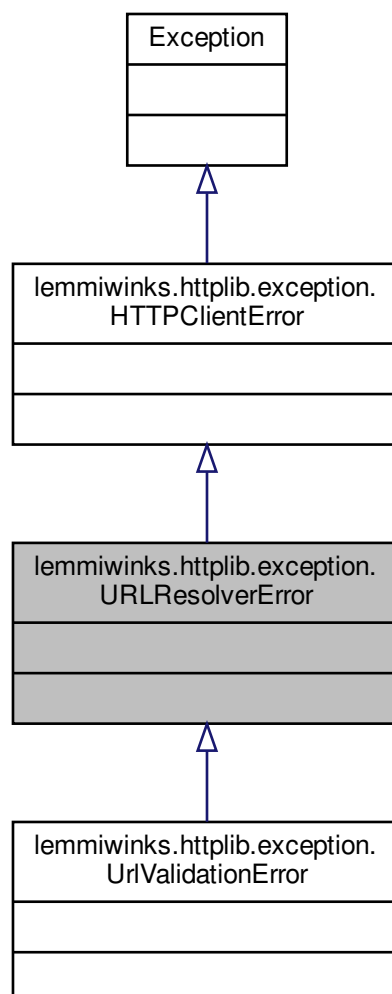 Exception
lemmiwinks.httplib.exception.
HTTPClientError
lemmiwinks.httplib.exception.
URLResolverError
lemmiwinks.httplib.exception.
UrlValidationError